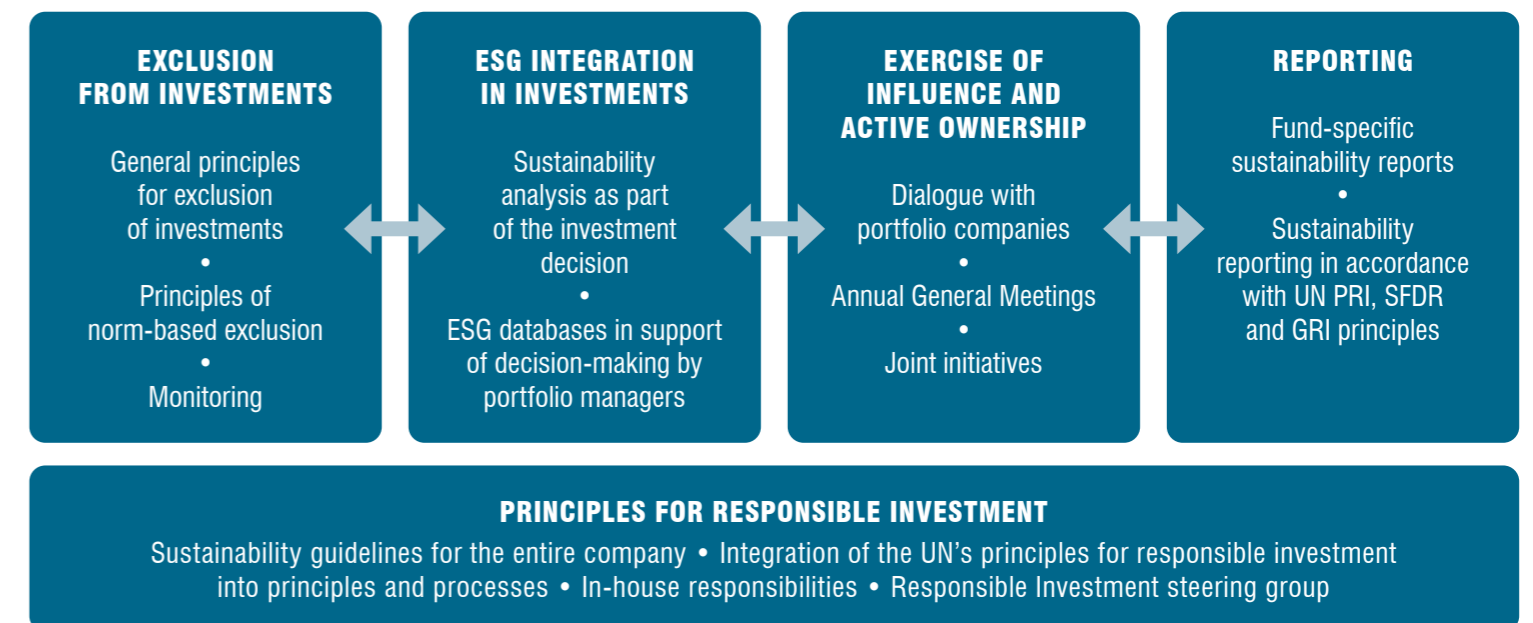 EXCLUSION
FROM INVESTMENTS
General principles
for exclusion
of investments
•
Principles of
norm-based exclusion
•
Monitoring
ESG INTEGRATION
IN INVESTMENTS
Sustainability
analysis as part
of the investment
decision
•
ESG databases in support
of decision-making by
portfolio managers
EXERCISE OF
INFLUENCE AND
ACTIVE OWNERSHIP
Dialogue with
portfolio companies
•
Annual General Meetings
•
Joint initiatives
REPORTING
Fund-specific
sustainability reports
•
Sustainability
reporting in accordance
with UN PRI, SFDR
and GRI principles
PRINCIPLES FOR RESPONSIBLE INVESTMENT
Sustainability guidelines for the entire company • Integration of the UN’s principles for responsible investment
into principles and processes • In-house responsibilities • Responsible Investment steering group